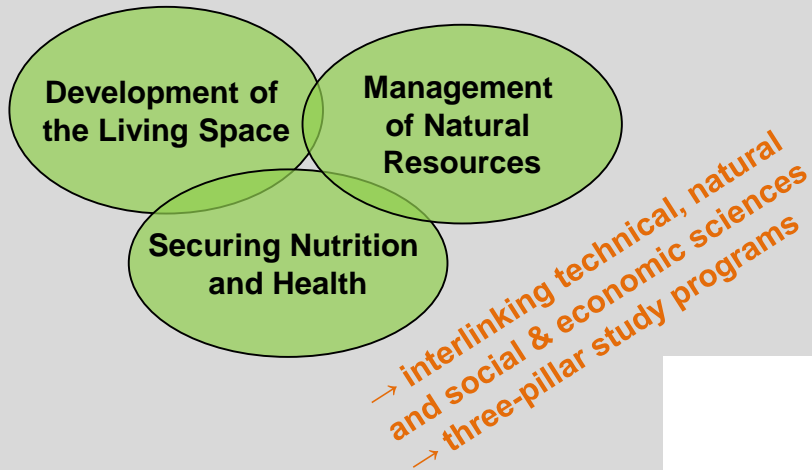 Development of
the Living Space
Management
of Natural
Resources
Securing Nutrition
and Health
→ interlinking technical, natural
and social & economic sciences
→ three-pillar study programs